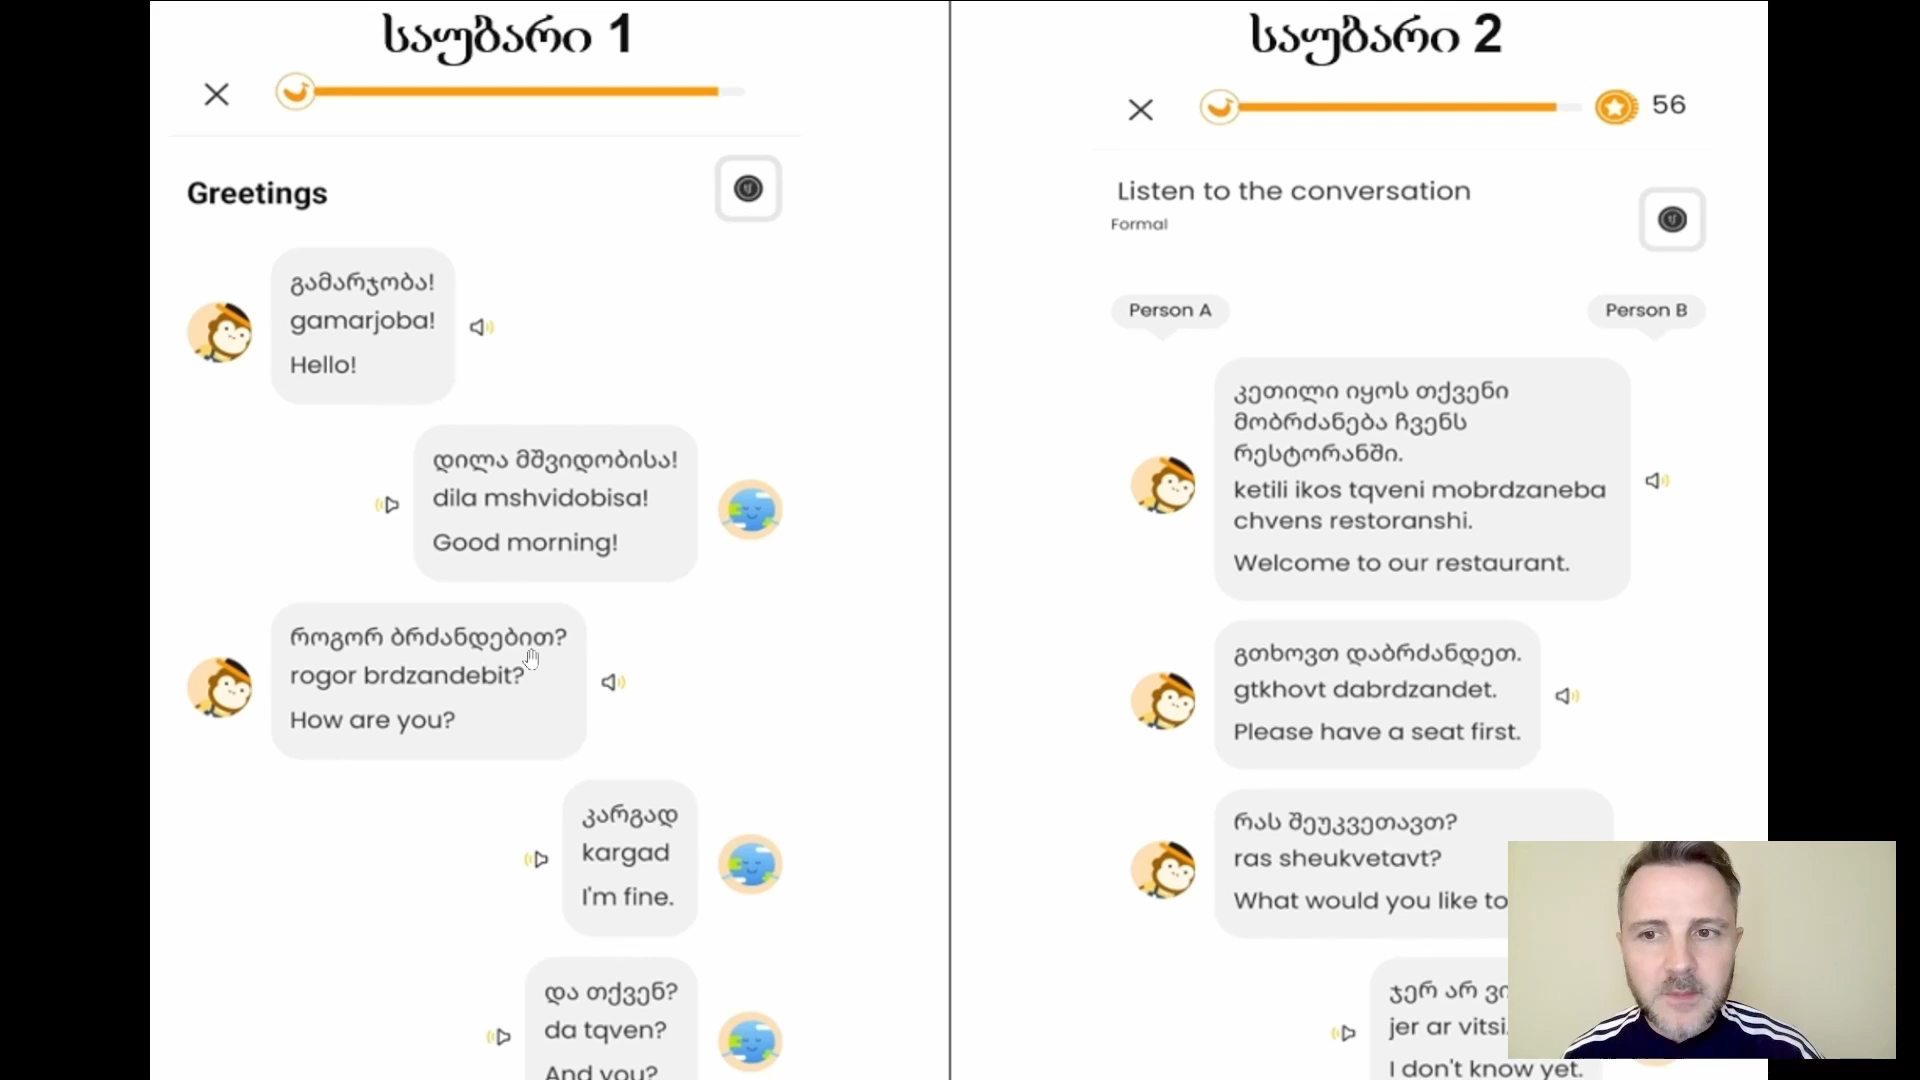 საუბარი 1
Greetings
გამარჯობა!
gamarjoba!
Hello!
დილა მშვიდობისა!
dila mshvidobisa!
Good morning!
როგორ ბრძანდებით?
rogor brdzandebit?
How are you?
კარგად
kargad
I'm fine.
და თქვენ?
da tqven?
And you?
საუბარი 2
56
Listen to the conversation
Formal
Person A
Person B
კეთილი იყოს თქვენი
მობრძანება ჩვენს
რესტორანში.
ketili ikos tqveni mobrdzaneba
chvens restoranshi.
Welcome to our restaurant.
გთხოვთ დაბრძანდეთ.
gtkhovt dabrdzandet.
Please have a seat first.
რას შეუკვეთავთ?
ras sheukvetavt?
What would you like to
ჯერ არ
jer ar vitsi.
I don't know yet.